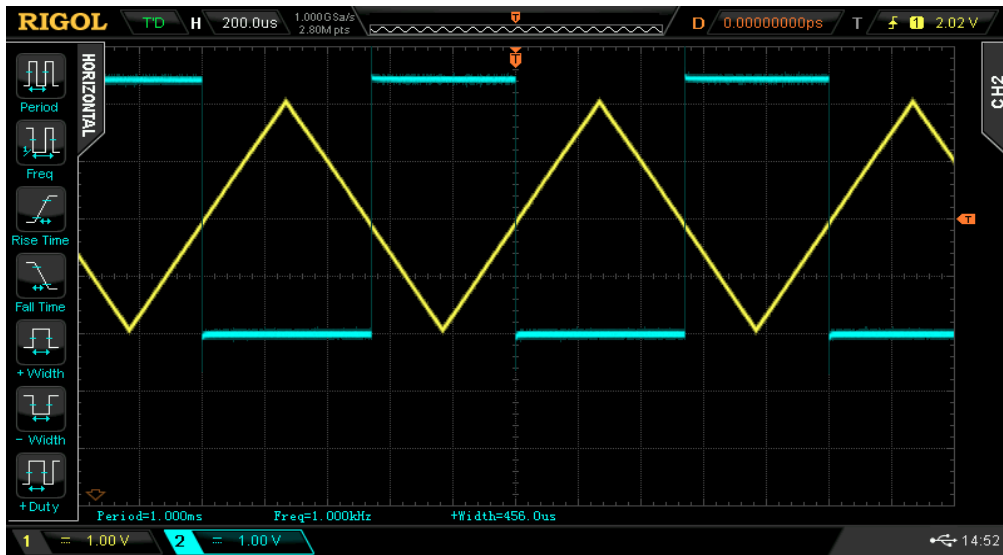 RIGOL T'D H 200.0us 1.000GSa/s 2.80M pts D 0.00000000ps T 1 2.02 V
HORIZONTAL
CH2
T
T
T
Period
Freq
Rise Time
Fall Time
+ Width
- Width
+Duty
Period=1.000ms Freq=1.000kHz +Width=456.0us
1 = 1.00 V 2 = 1.00 V 14:52